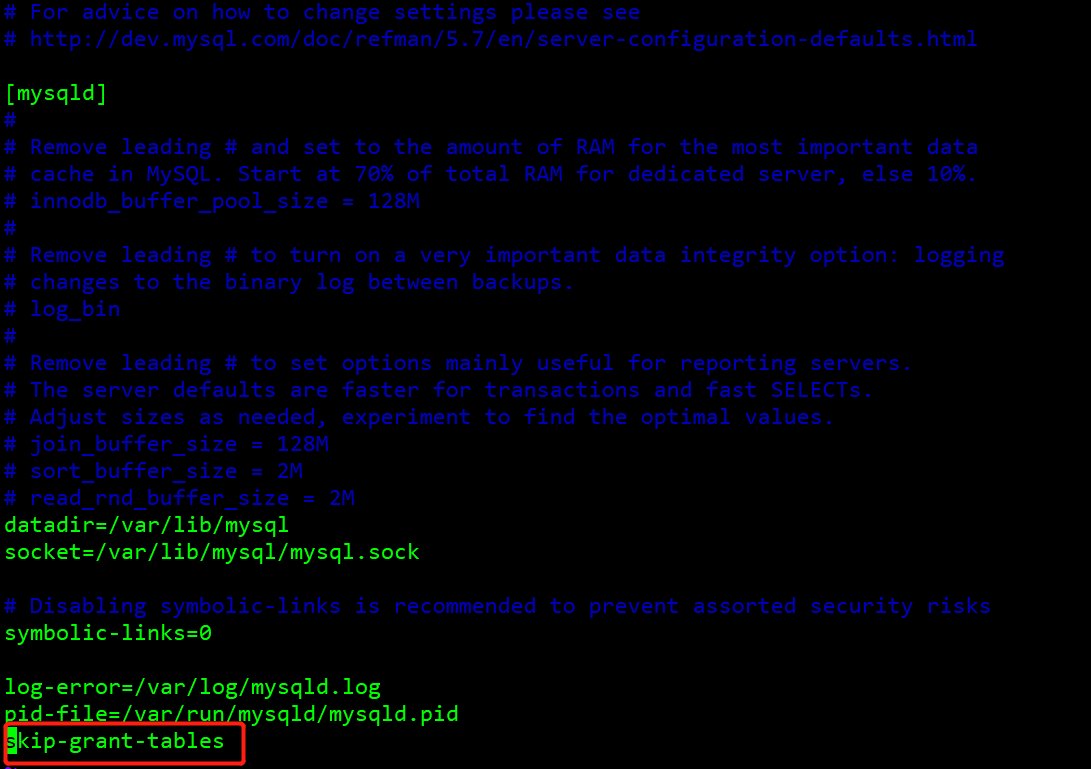 # For advice on how to change settings please see
# http://dev.mysql.com/doc/refman/5.7/en/server-configuration-defaults.html
[mysqld]
#
# Remove leading # and set to the amount of RAM for the most important data
# cache in MySQL. Start at 70% of total RAM for dedicated server, else 10%.
# innodb_buffer_pool_size = 128M
#
# Remove leading # to turn on a very important data integrity option: logging
# changes to the binary log between backups.
# log_bin
#
# Remove leading # to set options mainly useful for reporting servers.
# The server defaults are faster for transactions and fast SELECTs.
# Adjust sizes as needed, experiment to find the optimal values.
# join_buffer_size = 128M
# sort_buffer_size = 2M
# read_rnd_buffer_size = 2M
datadir=/var/lib/mysql
socket=/var/lib/mysql/mysql.sock
# Disabling symbolic-links is recommended to prevent assorted security risks
symbolic-links=0
log-error=/var/log/mysqld.log
pid-file=/var/run/mysqld/mysqld.pid
skip-grant-tables